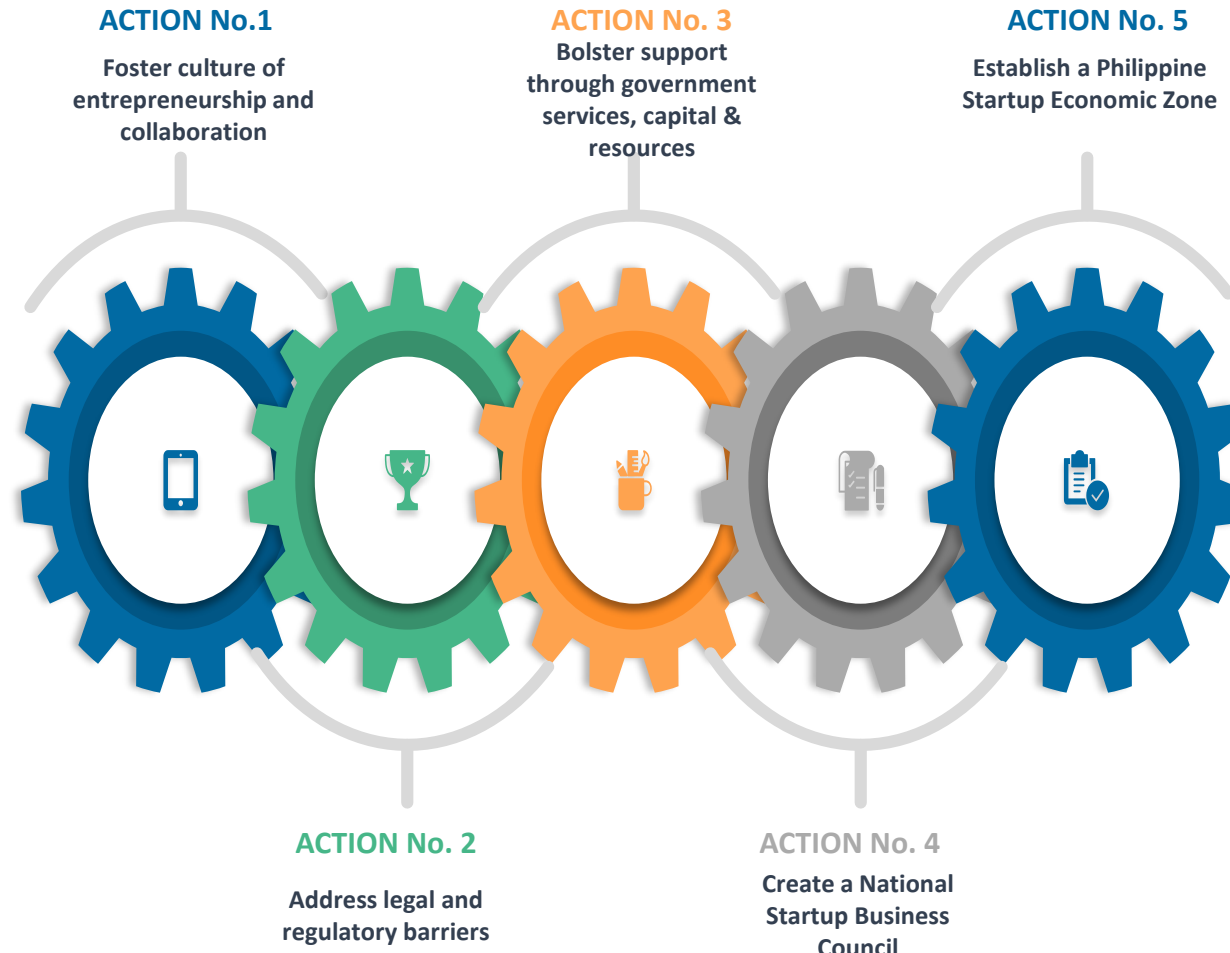 ACTION No.1
Foster culture of
entrepreneurship and
collaboration
ACTION No. 3
Bolster support
through government
services, capital &
resources
ACTION No. 5
Establish a Philippine
Startup Economic Zone
ACTION No. 2
Address legal and
regulatory barriers
ACTION No. 4
Create a National
Startup Business
Council